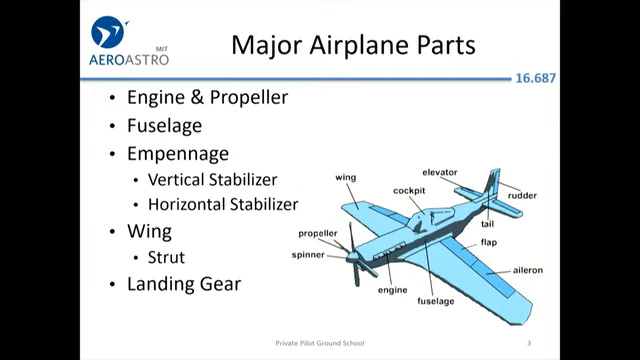 MIT
AEROASTRO
Major Airplane Parts
16.687
• Engine & Propeller
• Fuselage
• Empennage
• Vertical Stabilizer
• Horizontal Stabilizer
• Wing
• Strut
• Landing Gear
wing
elevator
cockpit
rudder
propeller
tail
spinner
flap
aileron
engine
fuselage
Private Pilot Ground School
3